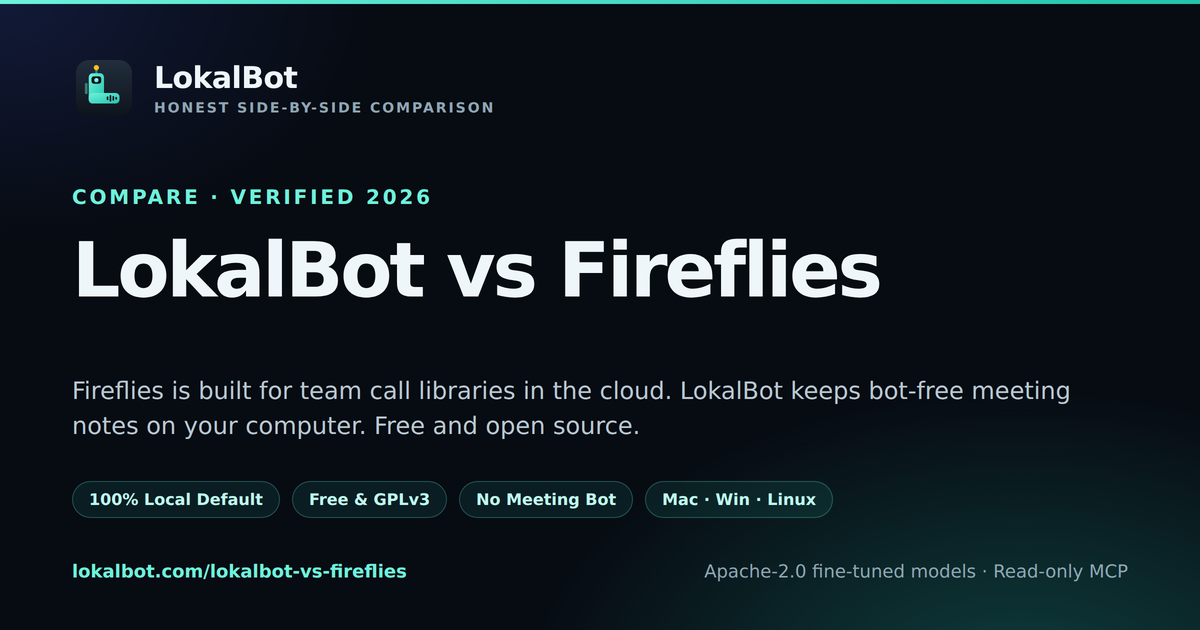 LokalBot
HONEST SIDE-BY-SIDE COMPARISON
COMPARE · VERIFIED 2026
LokalBot vs Fireflies
Fireflies is built for team call libraries in the cloud. LokalBot keeps bot-free meeting
notes on your computer. Free and open source.
100% Local Default
Free & GPLv3
No Meeting Bot
Mac · Win · Linux
lokalbot.com/lokalbot-vs-fireflies
Apache-2.0 fine-tuned models · Read-only MCP